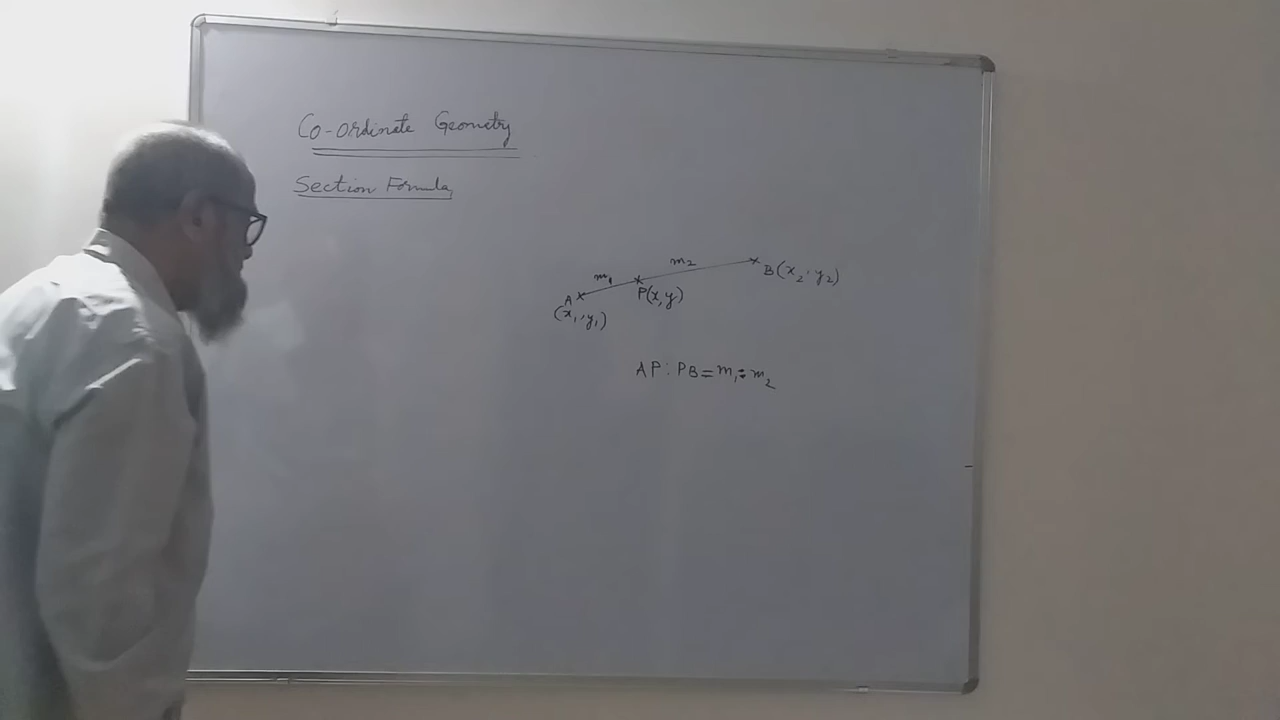 Co-ordinate Geometry
Section Formula
m₁ m₂
A P(x,y) B(x₂, y₂)
(x₁, y₁)
AP : PB = m₁ : m₂